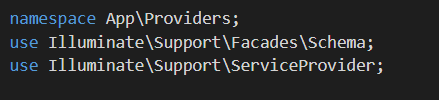 namespace App\Providers;
use Illuminate\Support\Facades\Schema;
use Illuminate\Support\ServiceProvider;